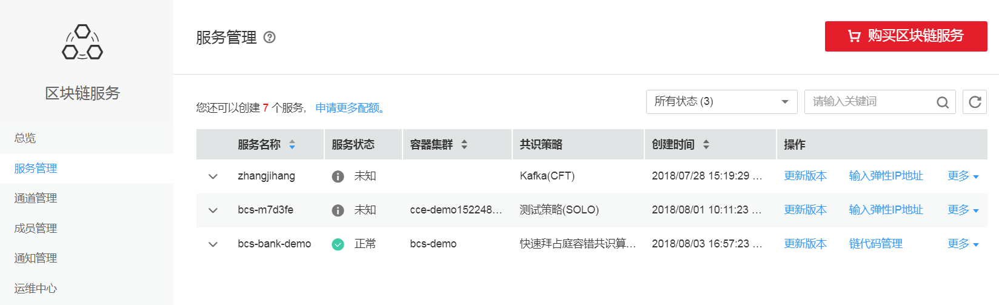 区块链服务
总览
服务管理
通道管理
成员管理
通知管理
运维中心
服务管理
购买区块链服务
您还可以创建 7 个服务， 申请更多配额。
所有状态 (3) 请输入关键词
服务名称 服务状态 容器集群 共识策略 创建时间 操作
zhangjihang 未知 Kafka(CFT) 2018/07/28 15:19:29 ... 更新版本 输入弹性IP地址 更多
bcs-m7d3fe 未知 cce-demo152248... 测试策略(SOLO) 2018/08/01 10:11:23 ... 更新版本 输入弹性IP地址 更多
bcs-bank-demo 正常 bcs-demo 快速拜占庭容错共识算... 2018/08/03 16:57:23 ... 更新版本 链代码管理 更多